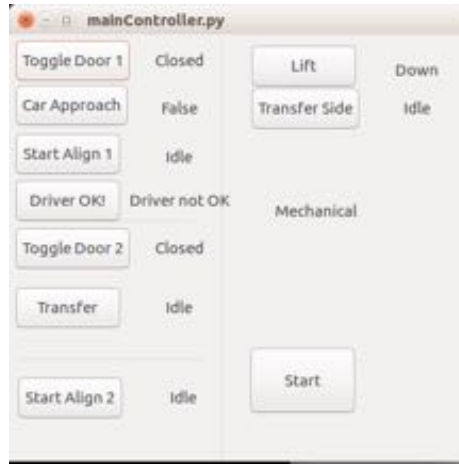 mainController.py
Toggle Door 1 Closed
Car Approach False
Start Align 1 Idle
Driver OK! Driver not OK
Toggle Door 2 Closed
Transfer Idle
Start Align 2 Idle
Lift Down
Transfer Side Idle
Mechanical
Start